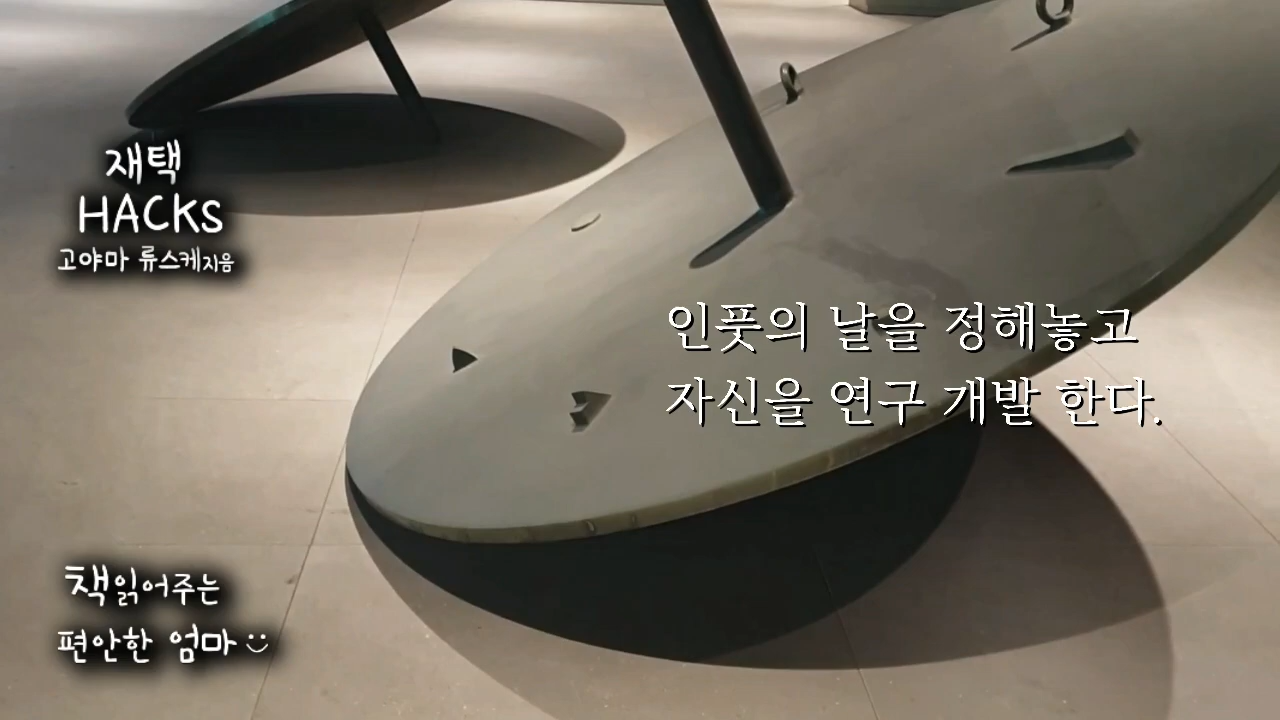 재택
HACKS
고야마 류스케지음
인풋의 날을 정해놓고
자신을 연구 개발 한다.
책읽어주는
편안한 엄마